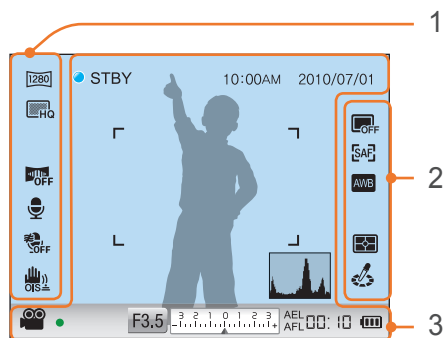 1
1280
STBY 10:00AM 2010/07/01
HQ
OFF
SAF
2
OFF
AWB
OFF
OIS
F3.5 3 2 1 0 1 2 3 - + AEL AFL 00:10
3